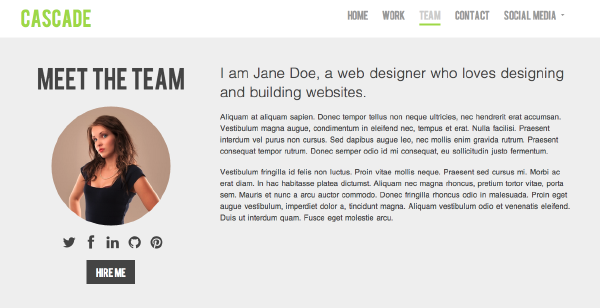 CASCADE
HOME WORK TEAM CONTACT SOCIAL MEDIA
MEET THE TEAM
I am Jane Doe, a web designer who loves designing
and building websites.
Aliquam at aliquam sapien. Donec tempor tellus non neque ultricies, nec hendrerit erat accumsan.
Vestibulum magna augue, condimentum in eleifend nec, tempus et erat. Nulla facilisi. Praesent
interdum vel purus non cursus. Sed dapibus augue leo, nec mollis enim gravida rutrum. Praesent
consequat tempor rutrum. Donec semper odio id mi consequat, eu sollicitudin justo fermentum.
Vestibulum fringilla id felis non luctus. Proin vitae mollis neque. Praesent sed cursus mi. Morbi ac
erat diam. In hac habitasse platea dictumst. Aliquam nec magna rhoncus, pretium tortor vitae, porta
sem. Mauris et nunc a arcu auctor commodo. Donec fringilla rhoncus odio in malesuada. Proin eget
augue vestibulum, imperdiet dolor a, tincidunt magna. Aliquam vestibulum odio et venenatis eleifend.
Duis ut interdum quam. Fusce eget molestie arcu.
HIRE ME